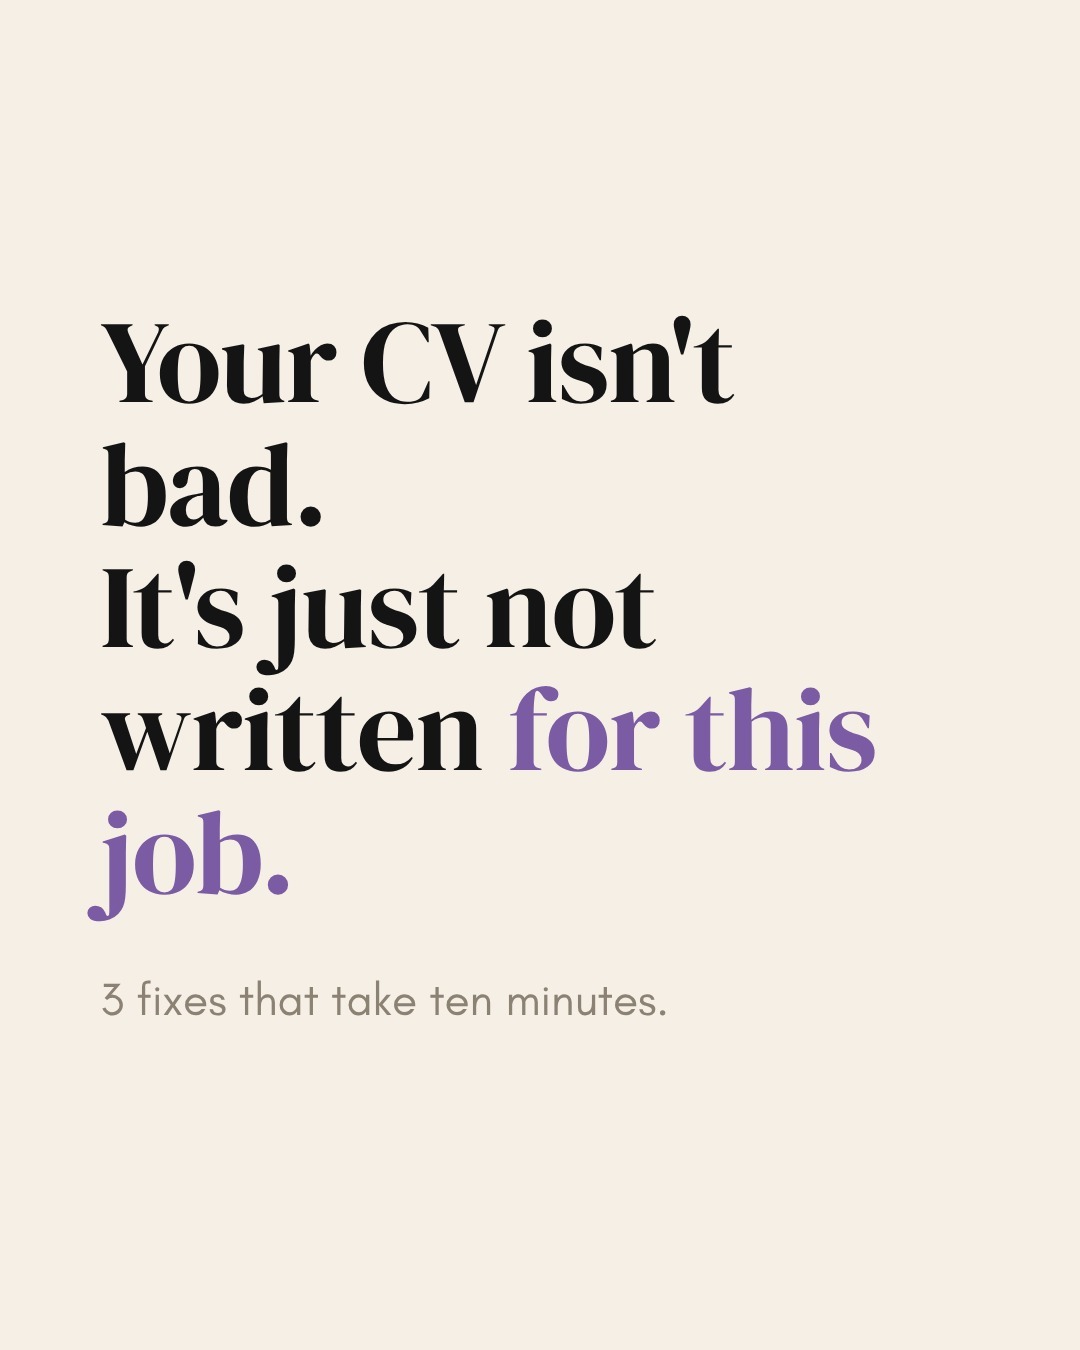 Your CV isn't
bad.
It's just not
written for this
job.
3 fixes that take ten minutes.